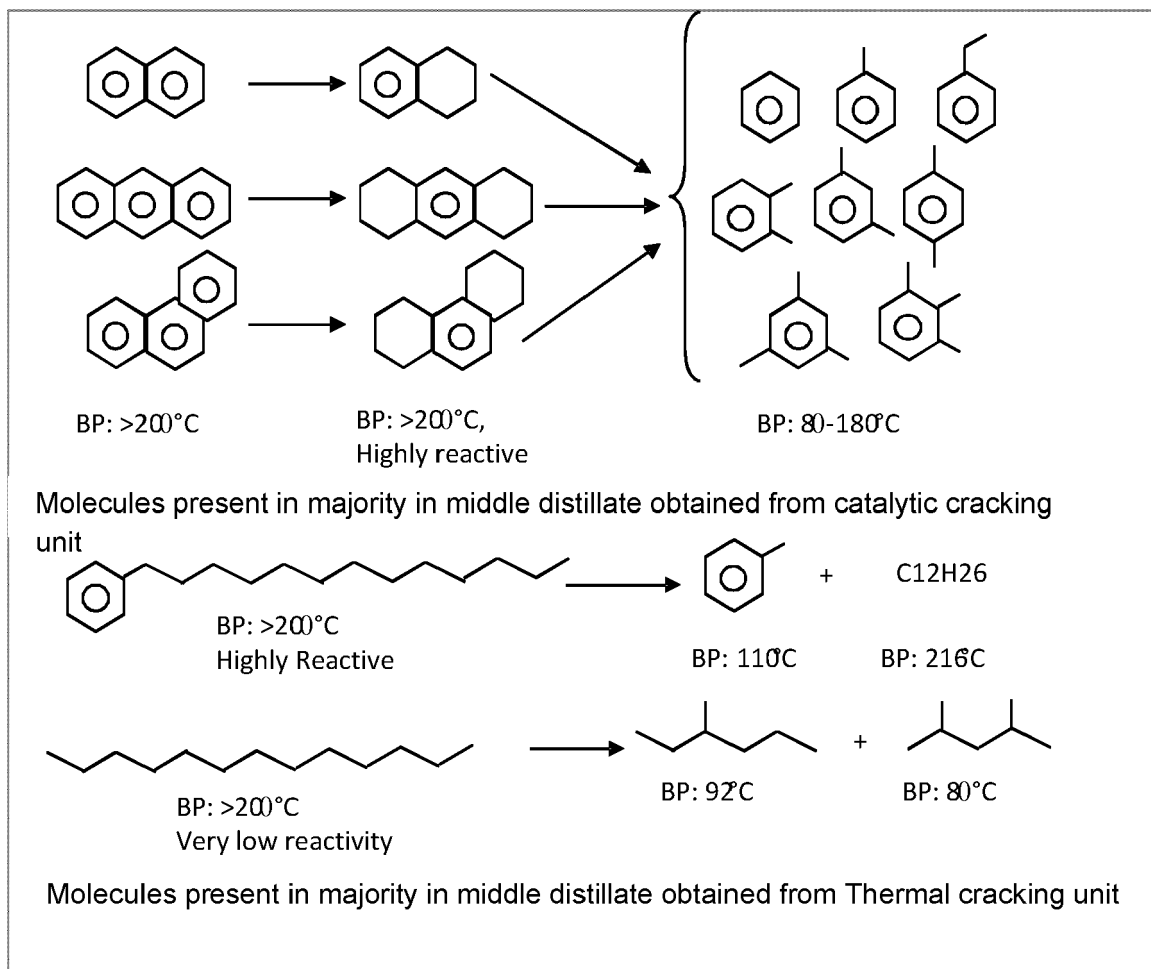 BP: >200°C
BP: >200°C,
Highly reactive
BP: 80-180°C
Molecules present in majority in middle distillate obtained from catalytic cracking
unit
BP: >200°C
Highly Reactive
+
C12H26
BP: 110°C
BP: 216°C
+
BP: >200°C
Very low reactivity
BP: 92°C
BP: 80°C
Molecules present in majority in middle distillate obtained from Thermal cracking unit